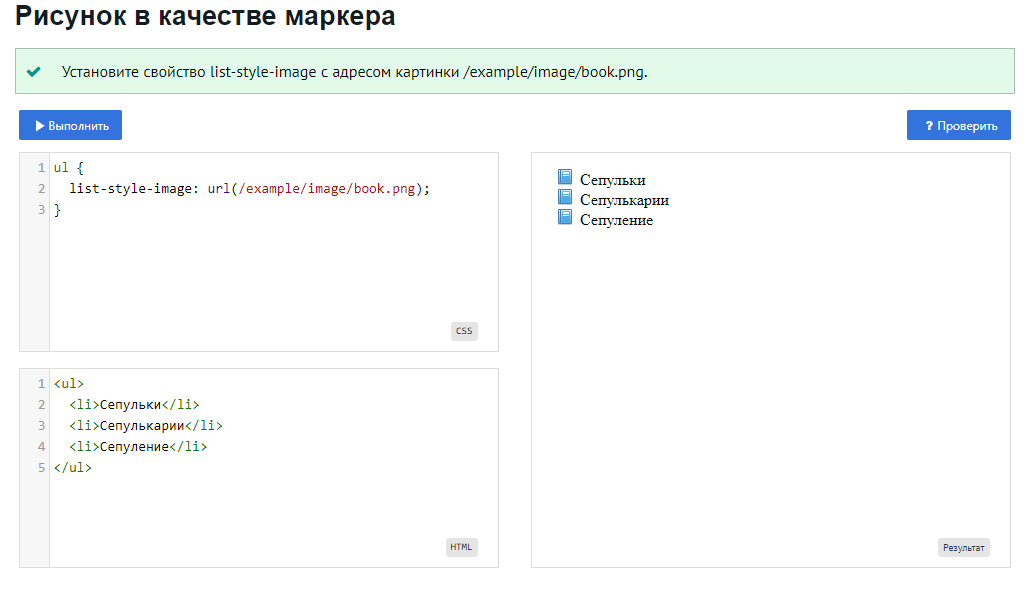 Рисунок в качестве маркера
Установите свойство list-style-image с адресом картинки /example/image/book.png.
Выполнить
? Проверить
1 ul {
2 list-style-image: url(/example/image/book.png);
3 }
CSS
1 <ul>
2 <li>Сепульки</li>
3 <li>Сепулькарии</li>
4 <li>Сепуление</li>
5 </ul>
HTML
Сепульки
Сепулькарии
Сепуление
Результат